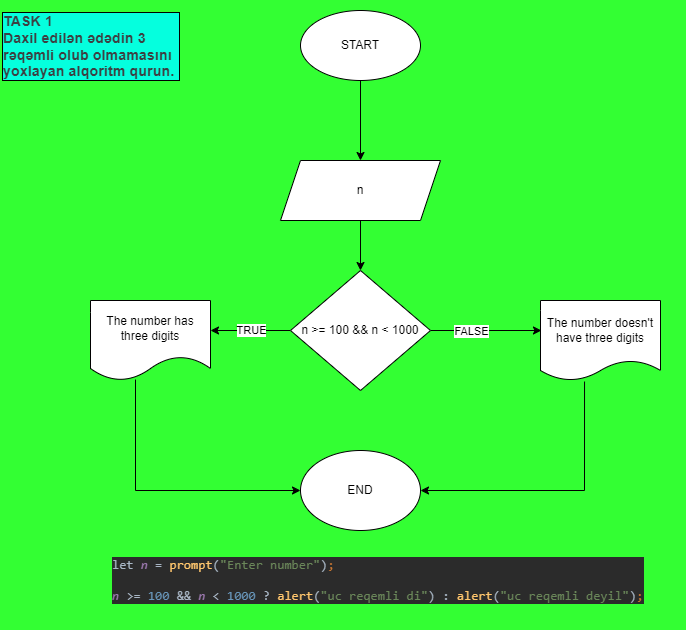 TASK 1
Daxil edilən ədədin 3
rəqəmli olub olmamasını
yoxlayan alqoritm qurun.
START
n
n >= 100 && n < 1000
TRUE
FALSE
The number has
three digits
The number doesn't
have three digits
END
let n = prompt("Enter number");
n >= 100 && n < 1000 ? alert("uc reqemli di") : alert("uc reqemli deyil");